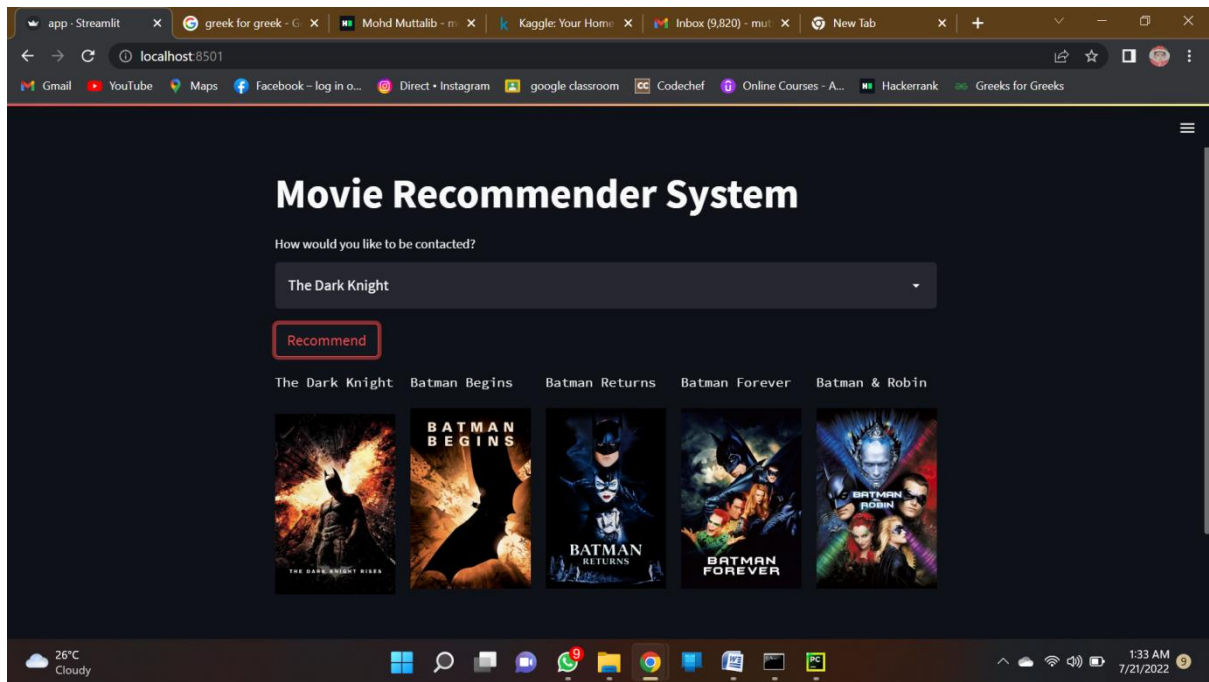 app · Streamlit
greek for greek - G
Mohd Muttalib - m
Kaggle: Your Home
Inbox (9,820) - mut
New Tab
localhost:8501
Gmail
YouTube
Maps
Facebook – log in o...
Direct • Instagram
google classroom
Codechef
Online Courses - A...
Hackerrank
Greeks for Greeks
Movie Recommender System
How would you like to be contacted?
The Dark Knight
Recommend
The Dark Knight
Batman Begins
Batman Returns
Batman Forever
Batman & Robin
THE DARK KNIGHT RISES
BATMAN
BEGINS
BATMAN
RETURNS
BATMAN
FOREVER
BATMAN
ROBIN
26°C
Cloudy
9
1:33 AM
7/21/2022
9